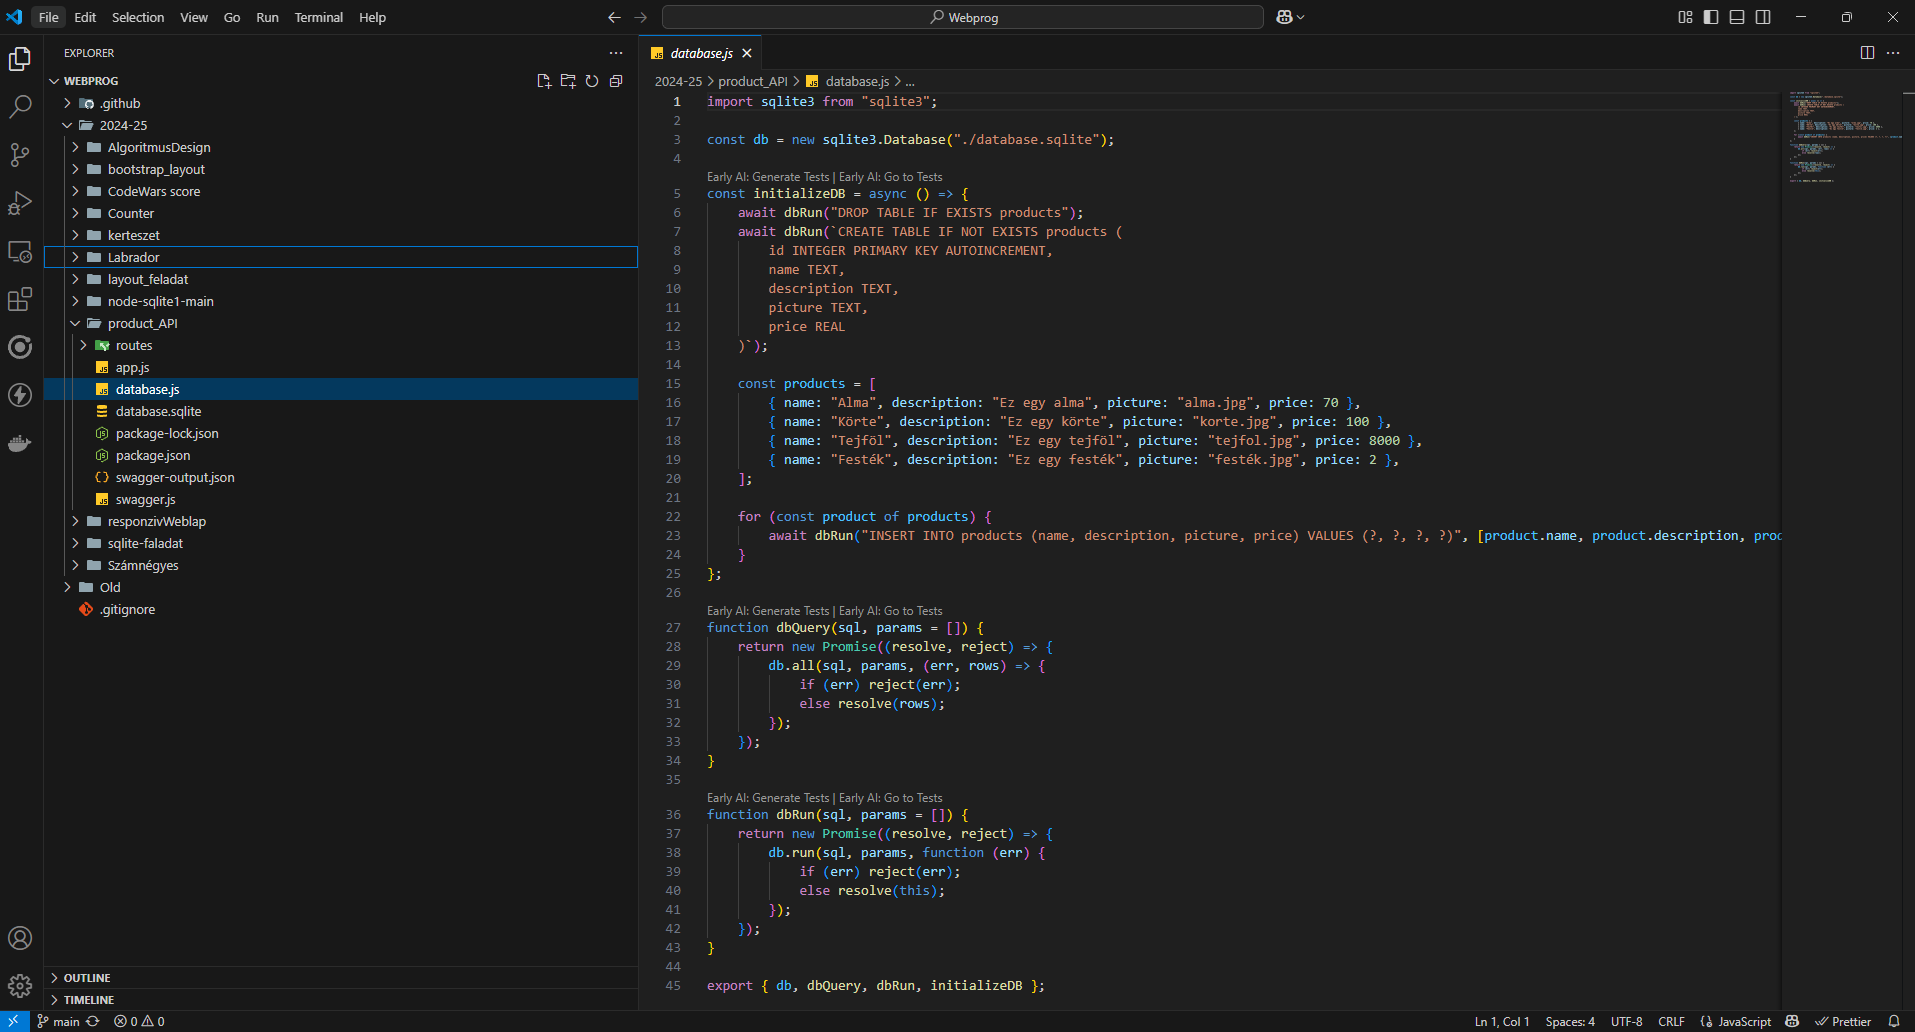 File Edit Selection View Go Run Terminal Help
Webprog
EXPLORER
WEBPROG
.github
2024-25
AlgoritmusDesign
bootstrap_layout
CodeWars score
Counter
kerteszet
Labrador
layout_feladat
node-sqlite1-main
product_API
routes
app.js
database.js
database.sqlite
package-lock.json
package.json
swagger-output.json
swagger.js
responzivWeblap
sqlite-faladat
Számnégyes
Old
.gitignore
OUTLINE
TIMELINE
database.js
2024-25 > product_API > database.js > ...
1 import sqlite3 from "sqlite3";
2
3 const db = new sqlite3.Database("./database.sqlite");
4
Early AI: Generate Tests | Early AI: Go to Tests
5 const initializeDB = async () => {
6 await dbRun("DROP TABLE IF EXISTS products");
7 await dbRun(`CREATE TABLE IF NOT EXISTS products (
8 id INTEGER PRIMARY KEY AUTOINCREMENT,
9 name TEXT,
10 description TEXT,
11 picture TEXT,
12 price REAL
13 )`);
14
15 const products = [
16 { name: "Alma", description: "Ez egy alma", picture: "alma.jpg", price: 70 },
17 { name: "Körte", description: "Ez egy körte", picture: "korte.jpg", price: 100 },
18 { name: "Tejföl", description: "Ez egy tejföl", picture: "tejfol.jpg", price: 8000 },
19 { name: "Festék", description: "Ez egy festék", picture: "festék.jpg", price: 2 },
20 ];
21
22 for (const product of products) {
23 await dbRun("INSERT INTO products (name, description, picture, price) VALUES (?, ?, ?, ?)", [product.name, product.description, prod
24 }
25 };
26
Early AI: Generate Tests | Early AI: Go to Tests
27 function dbQuery(sql, params = []) {
28 return new Promise((resolve, reject) => {
29 db.all(sql, params, (err, rows) => {
30 if (err) reject(err);
31 else resolve(rows);
32 });
33 });
34 }
35
Early AI: Generate Tests | Early AI: Go to Tests
36 function dbRun(sql, params = []) {
37 return new Promise((resolve, reject) => {
38 db.run(sql, params, function (err) {
39 if (err) reject(err);
40 else resolve(this);
41 });
42 });
43 }
44
45 export { db, dbQuery, dbRun, initializeDB };
main 0 0 Ln 1, Col 1 Spaces: 4 UTF-8 CRLF {} JavaScript Prettier